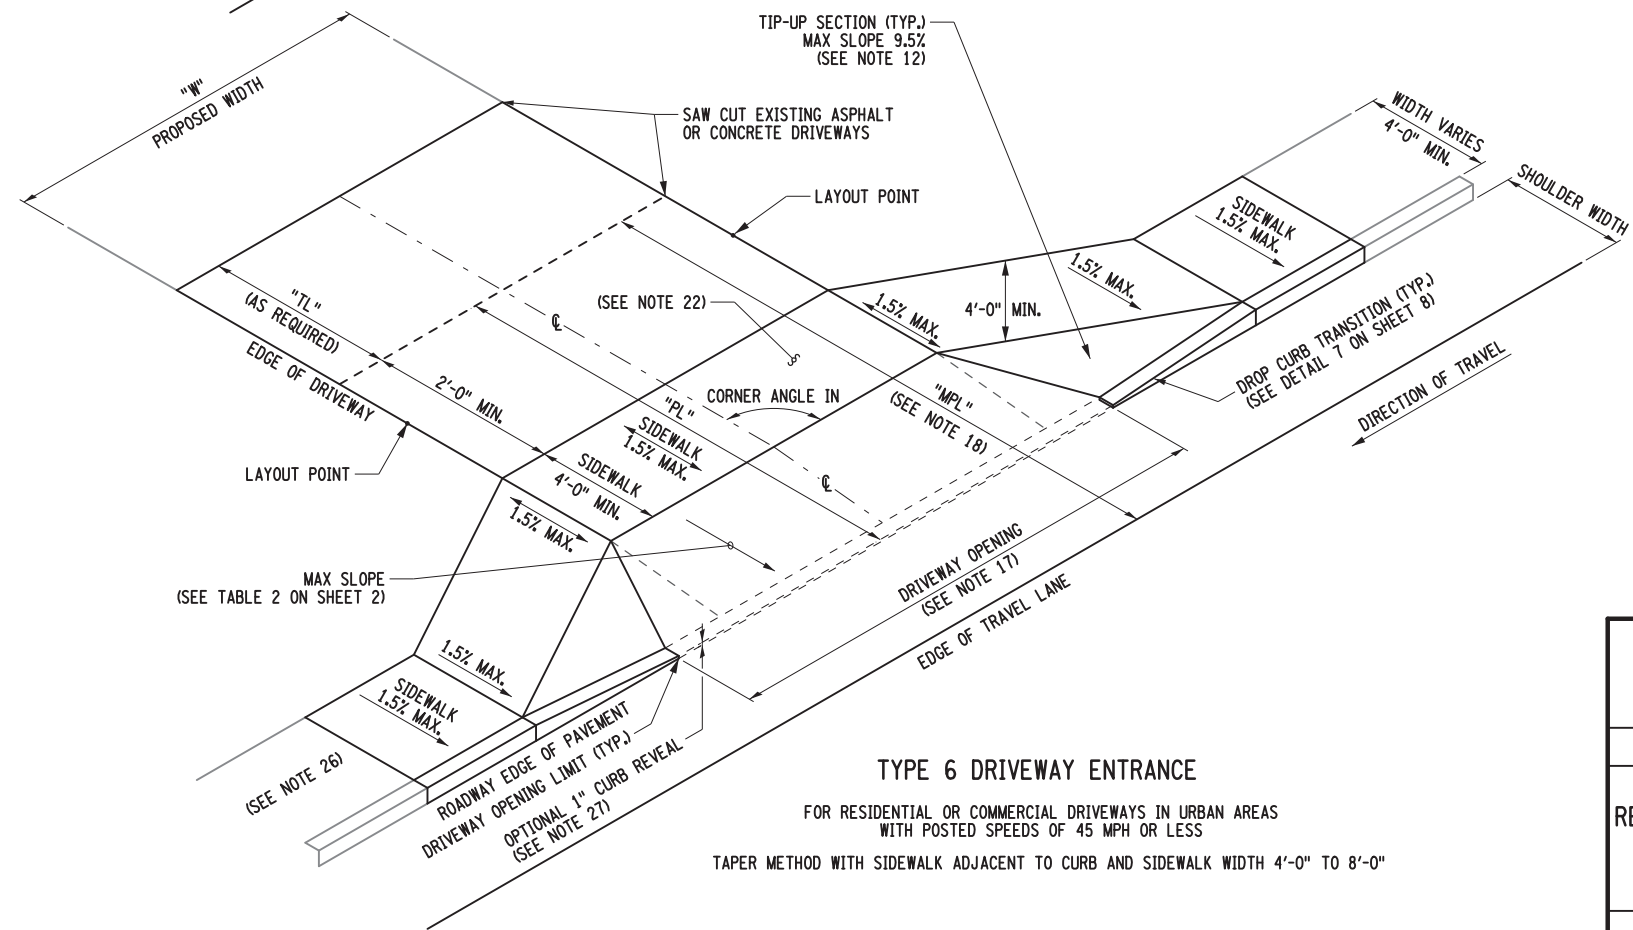 TIP-UP SECTION (TYP.)
MAX SLOPE 9.5%
(SEE NOTE 12)
"W"
PROPOSED WIDTH
SAW CUT EXISTING ASPHALT
OR CONCRETE DRIVEWAYS
WIDTH VARIES
4'-0" MIN.
SHOULDER WIDTH
LAYOUT POINT
SIDEWALK
1.5% MAX.
1.5% MAX.
"TL"
(AS REQUIRED)
(SEE NOTE 22)
℄
1.5% MAX.
4'-0" MIN.
EDGE OF DRIVEWAY
2'-0" MIN.
"PL"
CORNER ANGLE IN
"MPL"
(SEE NOTE 18)
DROP CURB TRANSITION (TYP.)
(SEE DETAIL 7 ON SHEET 8)
DIRECTION OF TRAVEL
SIDEWALK
1.5% MAX.
LAYOUT POINT
SIDEWALK
4'-0" MIN.
℄
1.5% MAX.
MAX SLOPE
(SEE TABLE 2 ON SHEET 2)
DRIVEWAY OPENING
(SEE NOTE 17)
EDGE OF TRAVEL LANE
1.5% MAX.
SIDEWALK
1.5% MAX.
(SEE NOTE 26)
ROADWAY EDGE OF PAVEMENT
DRIVEWAY OPENING LIMIT (TYP.)
OPTIONAL 1" CURB REVEAL
(SEE NOTE 27)
TYPE 6 DRIVEWAY ENTRANCE
FOR RESIDENTIAL OR COMMERCIAL DRIVEWAYS IN URBAN AREAS
WITH POSTED SPEEDS OF 45 MPH OR LESS
TAPER METHOD WITH SIDEWALK ADJACENT TO CURB AND SIDEWALK WIDTH 4'-0" TO 8'-0"